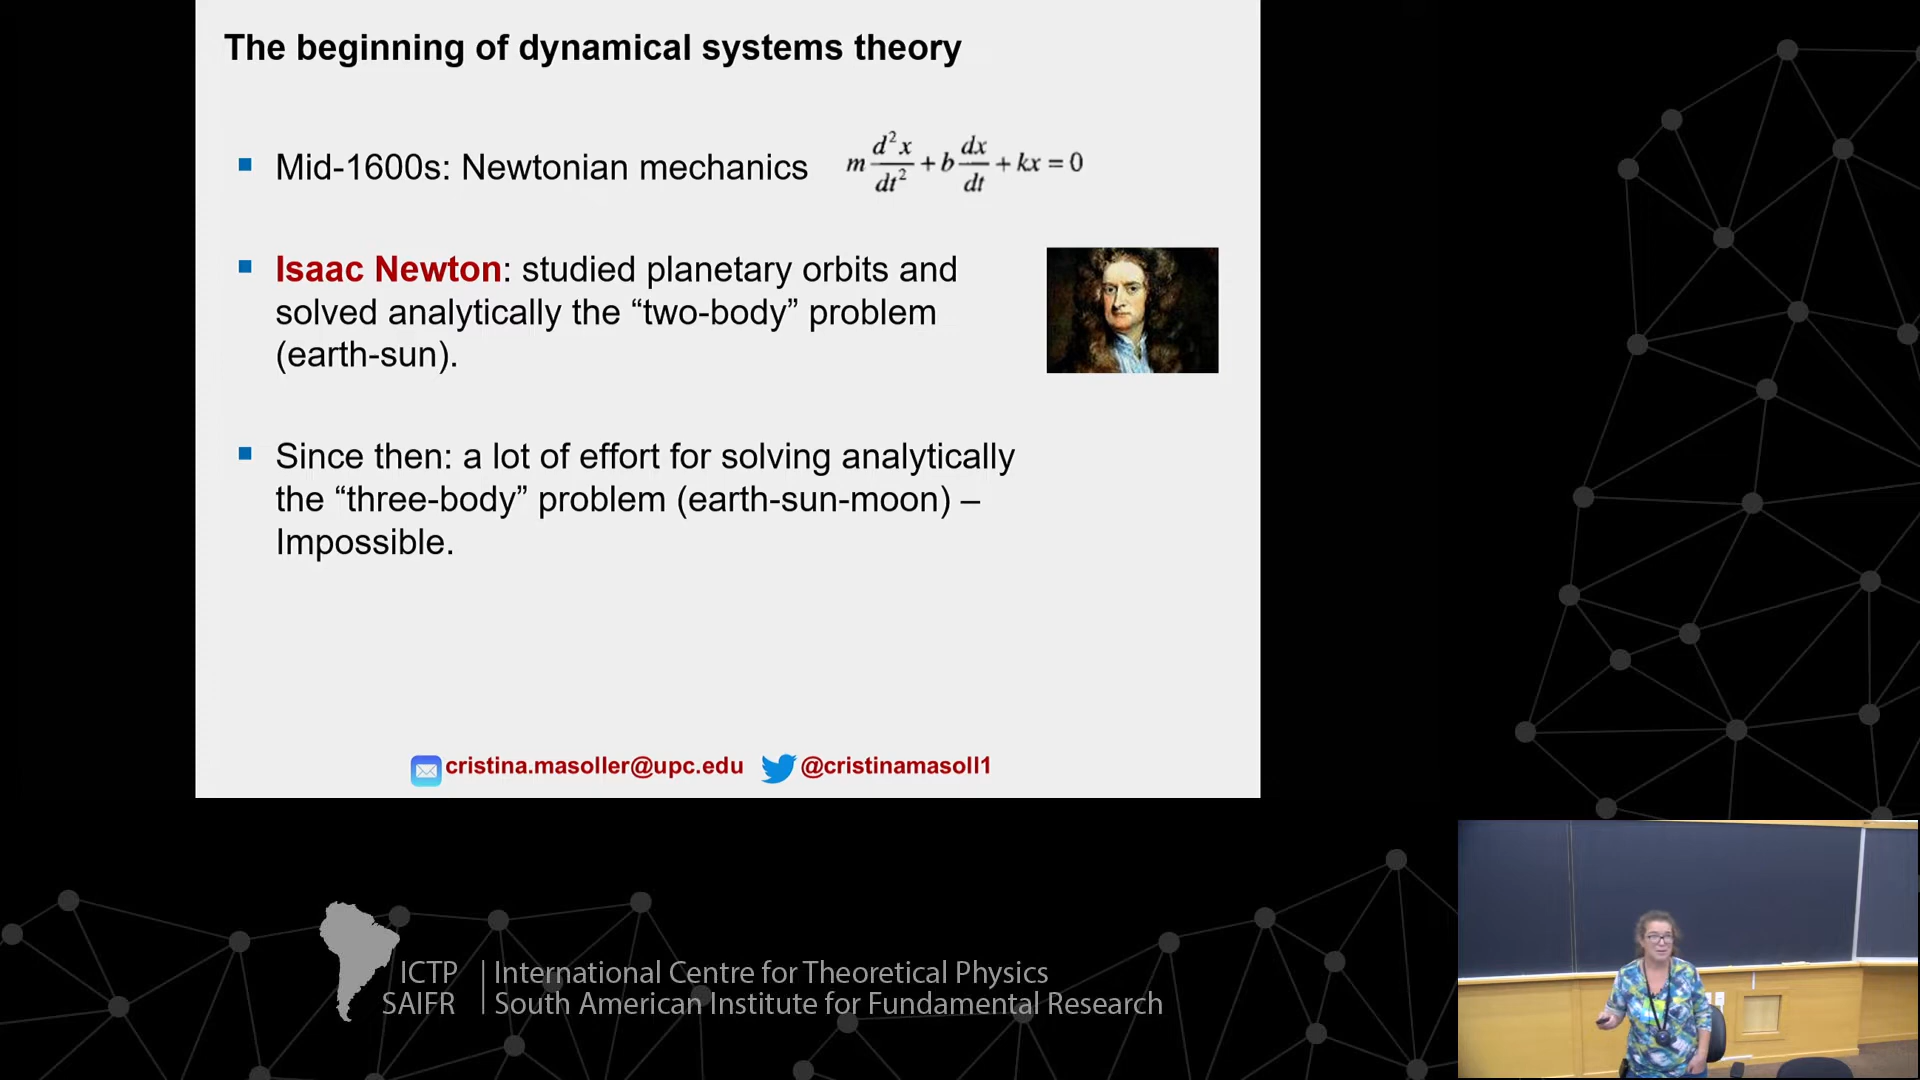 The beginning of dynamical systems theory
Mid-1600s: Newtonian mechanics
m d²x/dt² + b dx/dt + kx = 0
Isaac Newton: studied planetary orbits and
solved analytically the “two-body” problem
(earth-sun).
Since then: a lot of effort for solving analytically
the “three-body” problem (earth-sun-moon) –
Impossible.
cristina.masoller@upc.edu @cristinamasoll1
ICTP International Centre for Theoretical Physics
SAIFR South American Institute for Fundamental Research